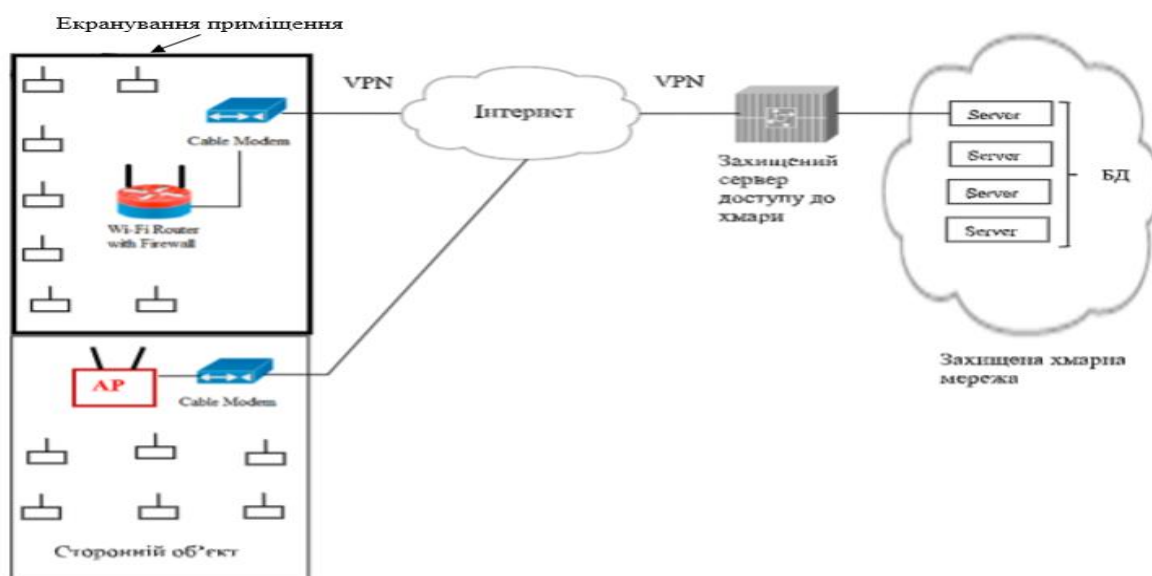 Екранування приміщення
VPN
VPN
Інтернст
Cable Modem
Wi-Fi Router
with Firewall
Захищений
сервер
доступу до
хмари
Server
Server
Server
Server
БД
Захищена хмарна
мережа
AP
Cable Modem
Сторонній об’єкт